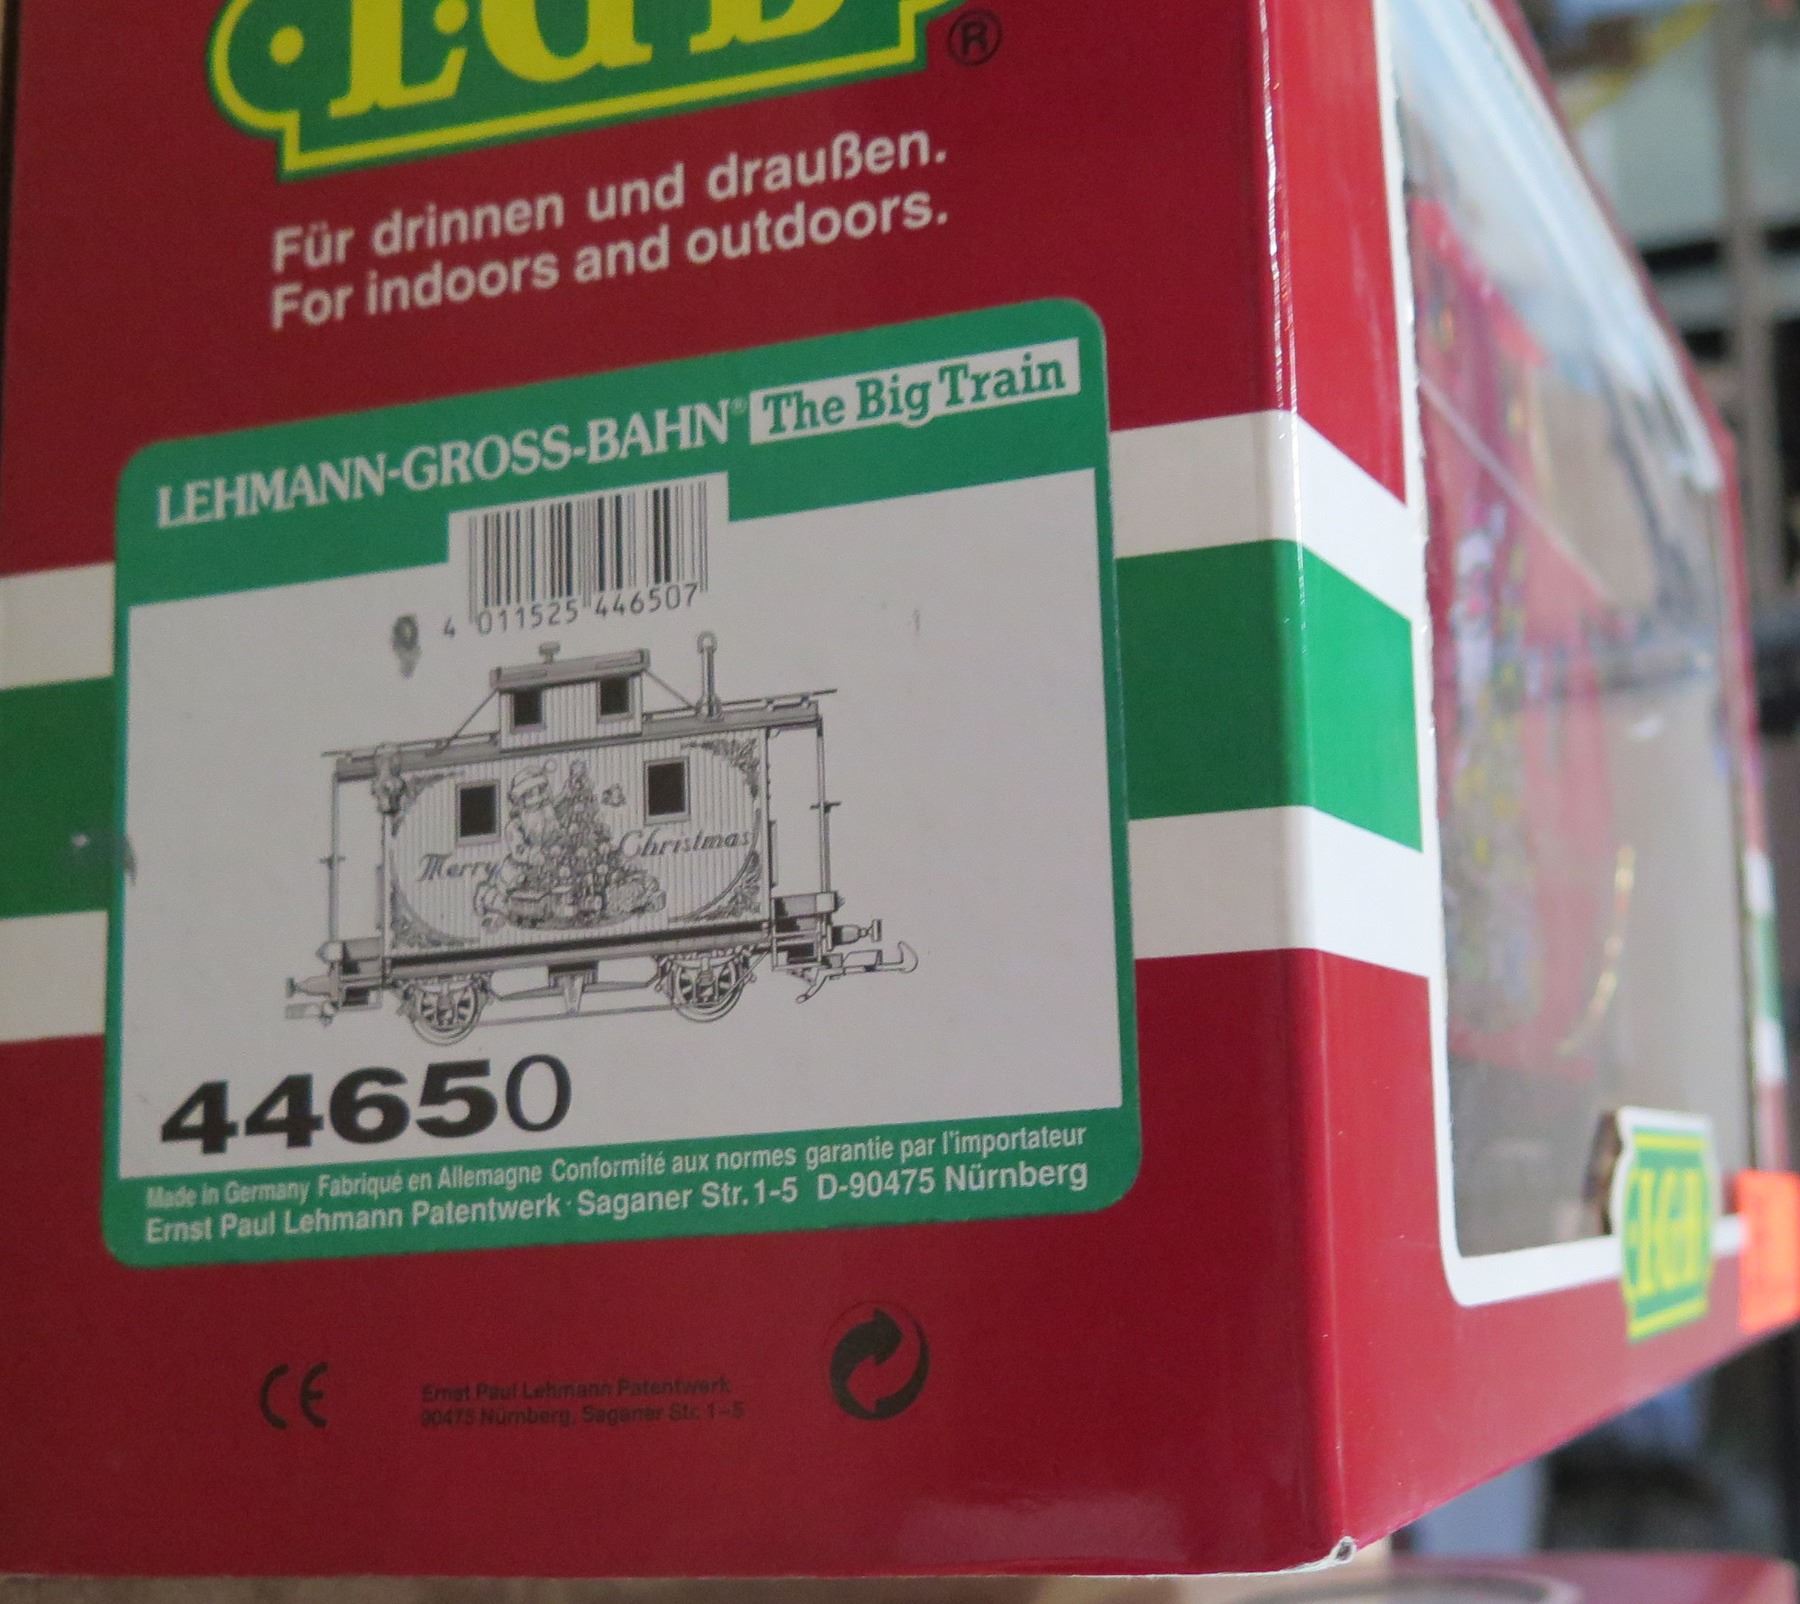 LGB®
Für drinnen und draußen.
For indoors and outdoors.
LEHMANN-GROSS-BAHN® The Big Train
4 011525 446507
Merry Christmas
44650
Made in Germany Fabriqué en Allemagne Conformité aux normes garantie par l'importateur
Ernst Paul Lehmann Patentwerk · Saganer Str. 1-5 D-90475 Nürnberg
CE
Ernst Paul Lehmann Patentwerk
90475 Nürnberg, Saganer Str. 1-5
LGB